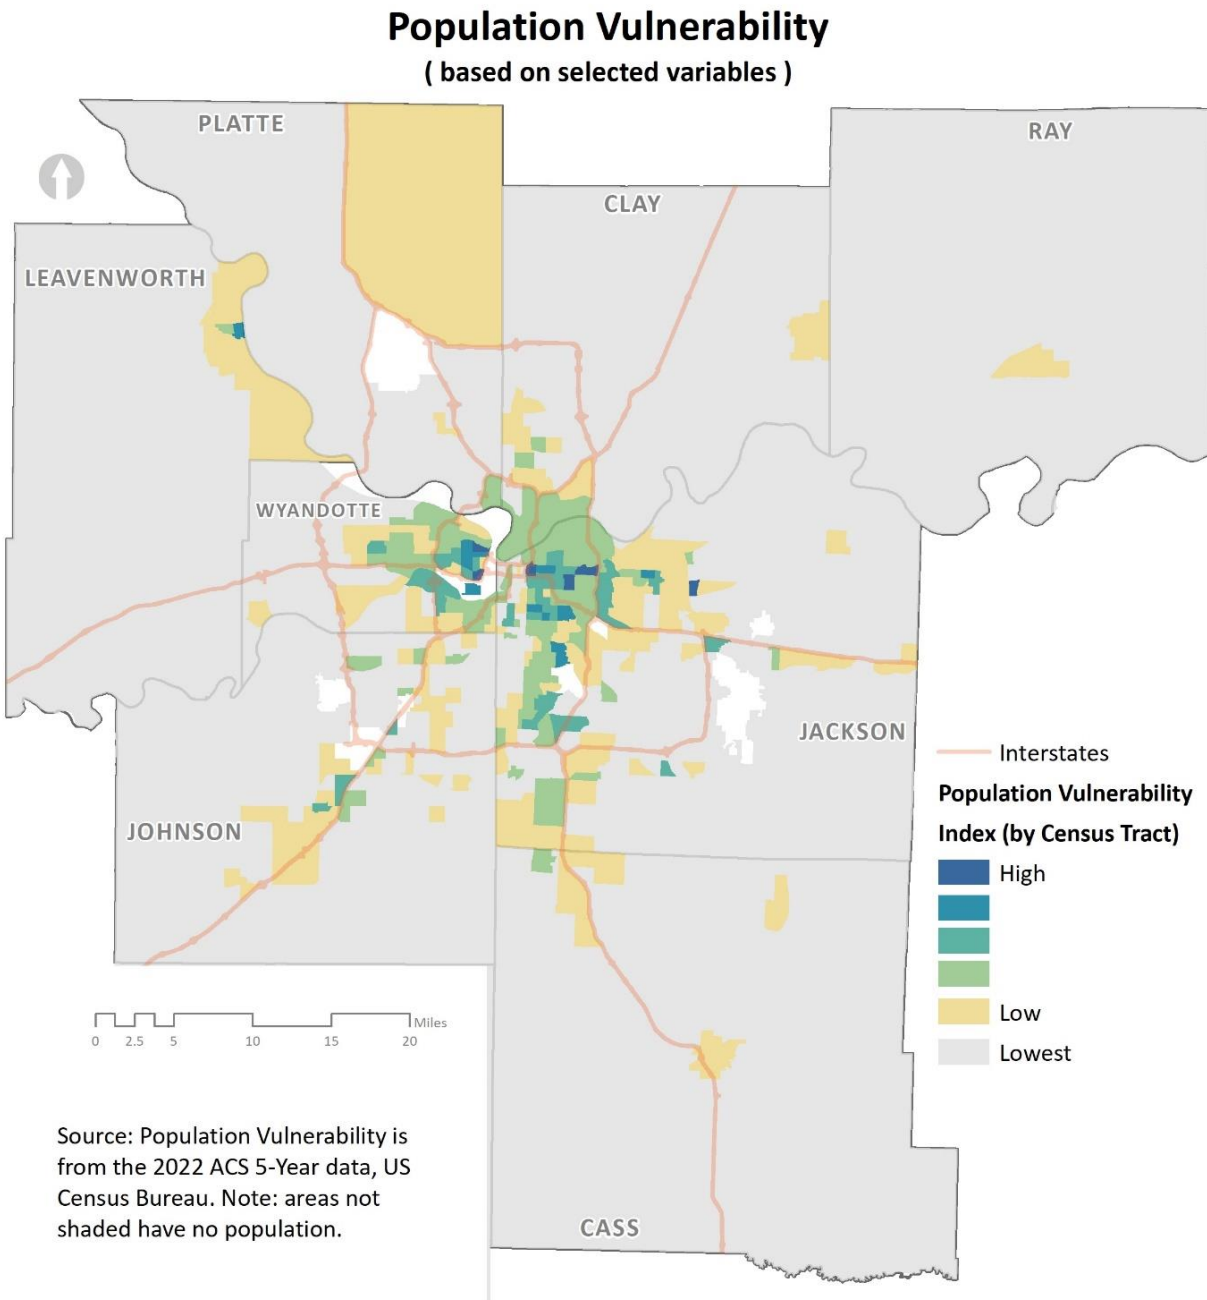 Population Vulnerability
( based on selected variables )
PLATTE
RAY
CLAY
LEAVENWORTH
WYANDOTTE
JACKSON
JOHNSON
CASS
Interstates
Population Vulnerability
Index (by Census Tract)
High
Low
Lowest
Miles
0 2.5 5 10 15 20
Source: Population Vulnerability is
from the 2022 ACS 5-Year data, US
Census Bureau. Note: areas not
shaded have no population.